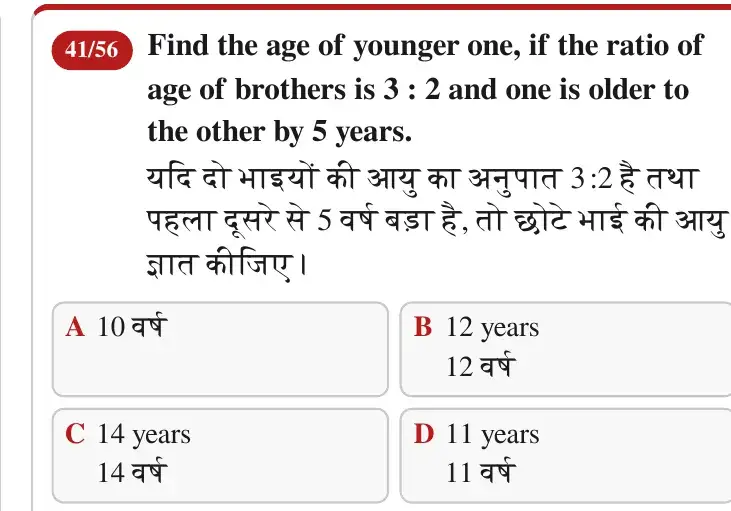 41/56 Find the age of younger one, if the ratio of
age of brothers is 3 : 2 and one is older to
the other by 5 years.
यदि दो भाइयों की आयु का अनुपात 3:2 है तथा
पहला दूसरे से 5 वर्ष बड़ा है, तो छोटे भाई की आयु
ज्ञात कीजिए।
A 10 वर्ष
B 12 years
12 वर्ष
C 14 years
14 वर्ष
D 11 years
11 वर्ष